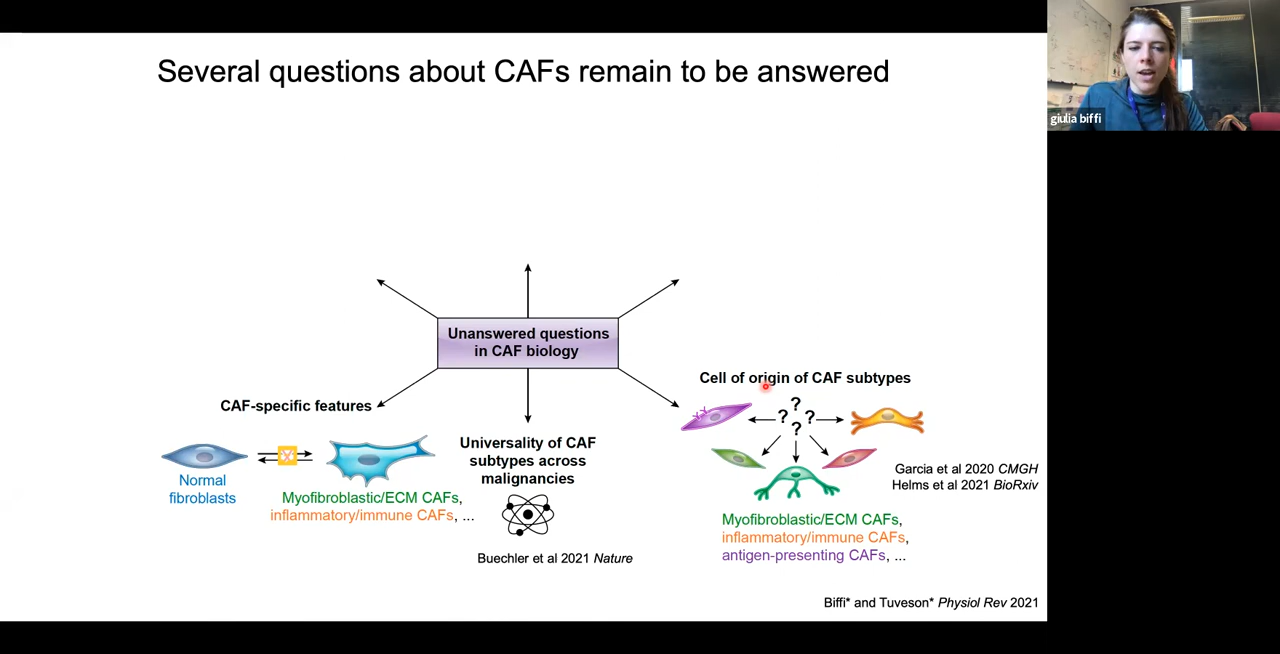 Several questions about CAFs remain to be answered
giulia biffi
Unanswered questions
in CAF biology
CAF-specific features
Normal
fibroblasts
Myofibroblastic/ECM CAFs,
inflammatory/immune CAFs, ...
Universality of CAF
subtypes across
malignancies
Buechler et al 2021 Nature
Cell of origin of CAF subtypes
?
? ?
?
Garcia et al 2020 CMGH
Helms et al 2021 BioRxiv
Myofibroblastic/ECM CAFs,
inflammatory/immune CAFs,
antigen-presenting CAFs, ...
Biffi* and Tuveson* Physiol Rev 2021